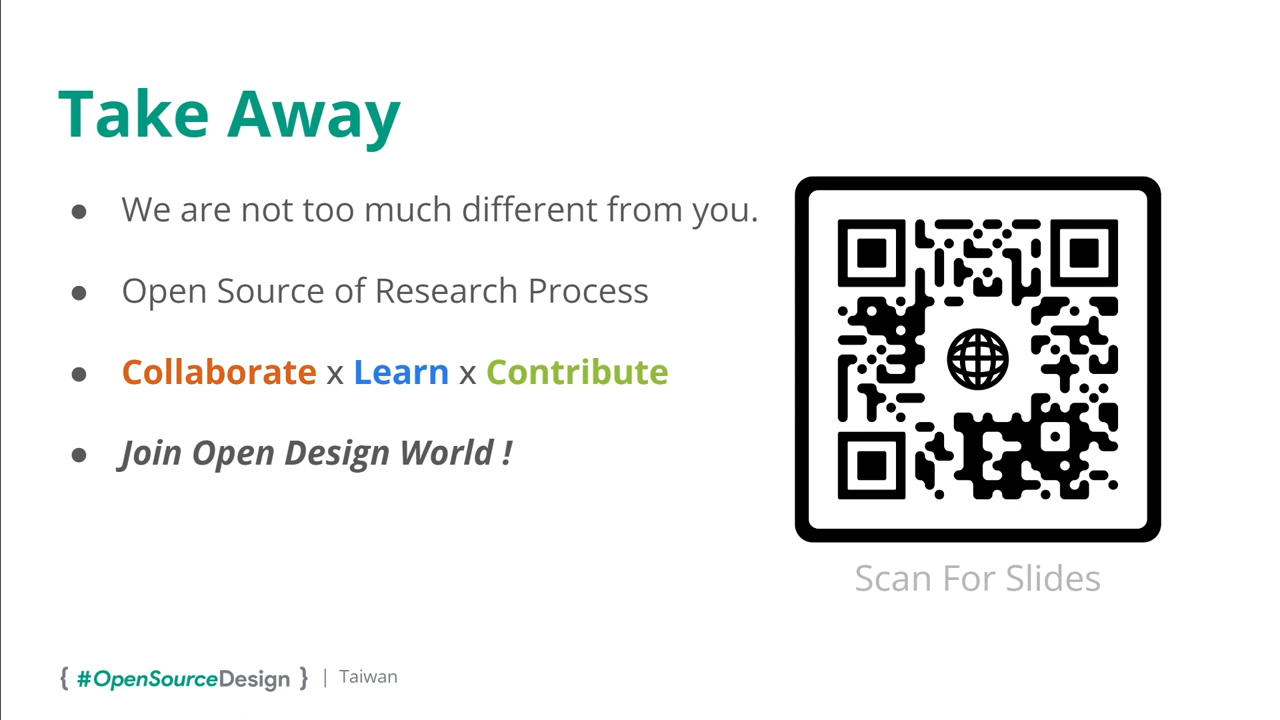 Take Away
● We are not too much different from you.
● Open Source of Research Process
● Collaborate x Learn x Contribute
● Join Open Design World !
Scan For Slides
{ #OpenSourceDesign } | Taiwan